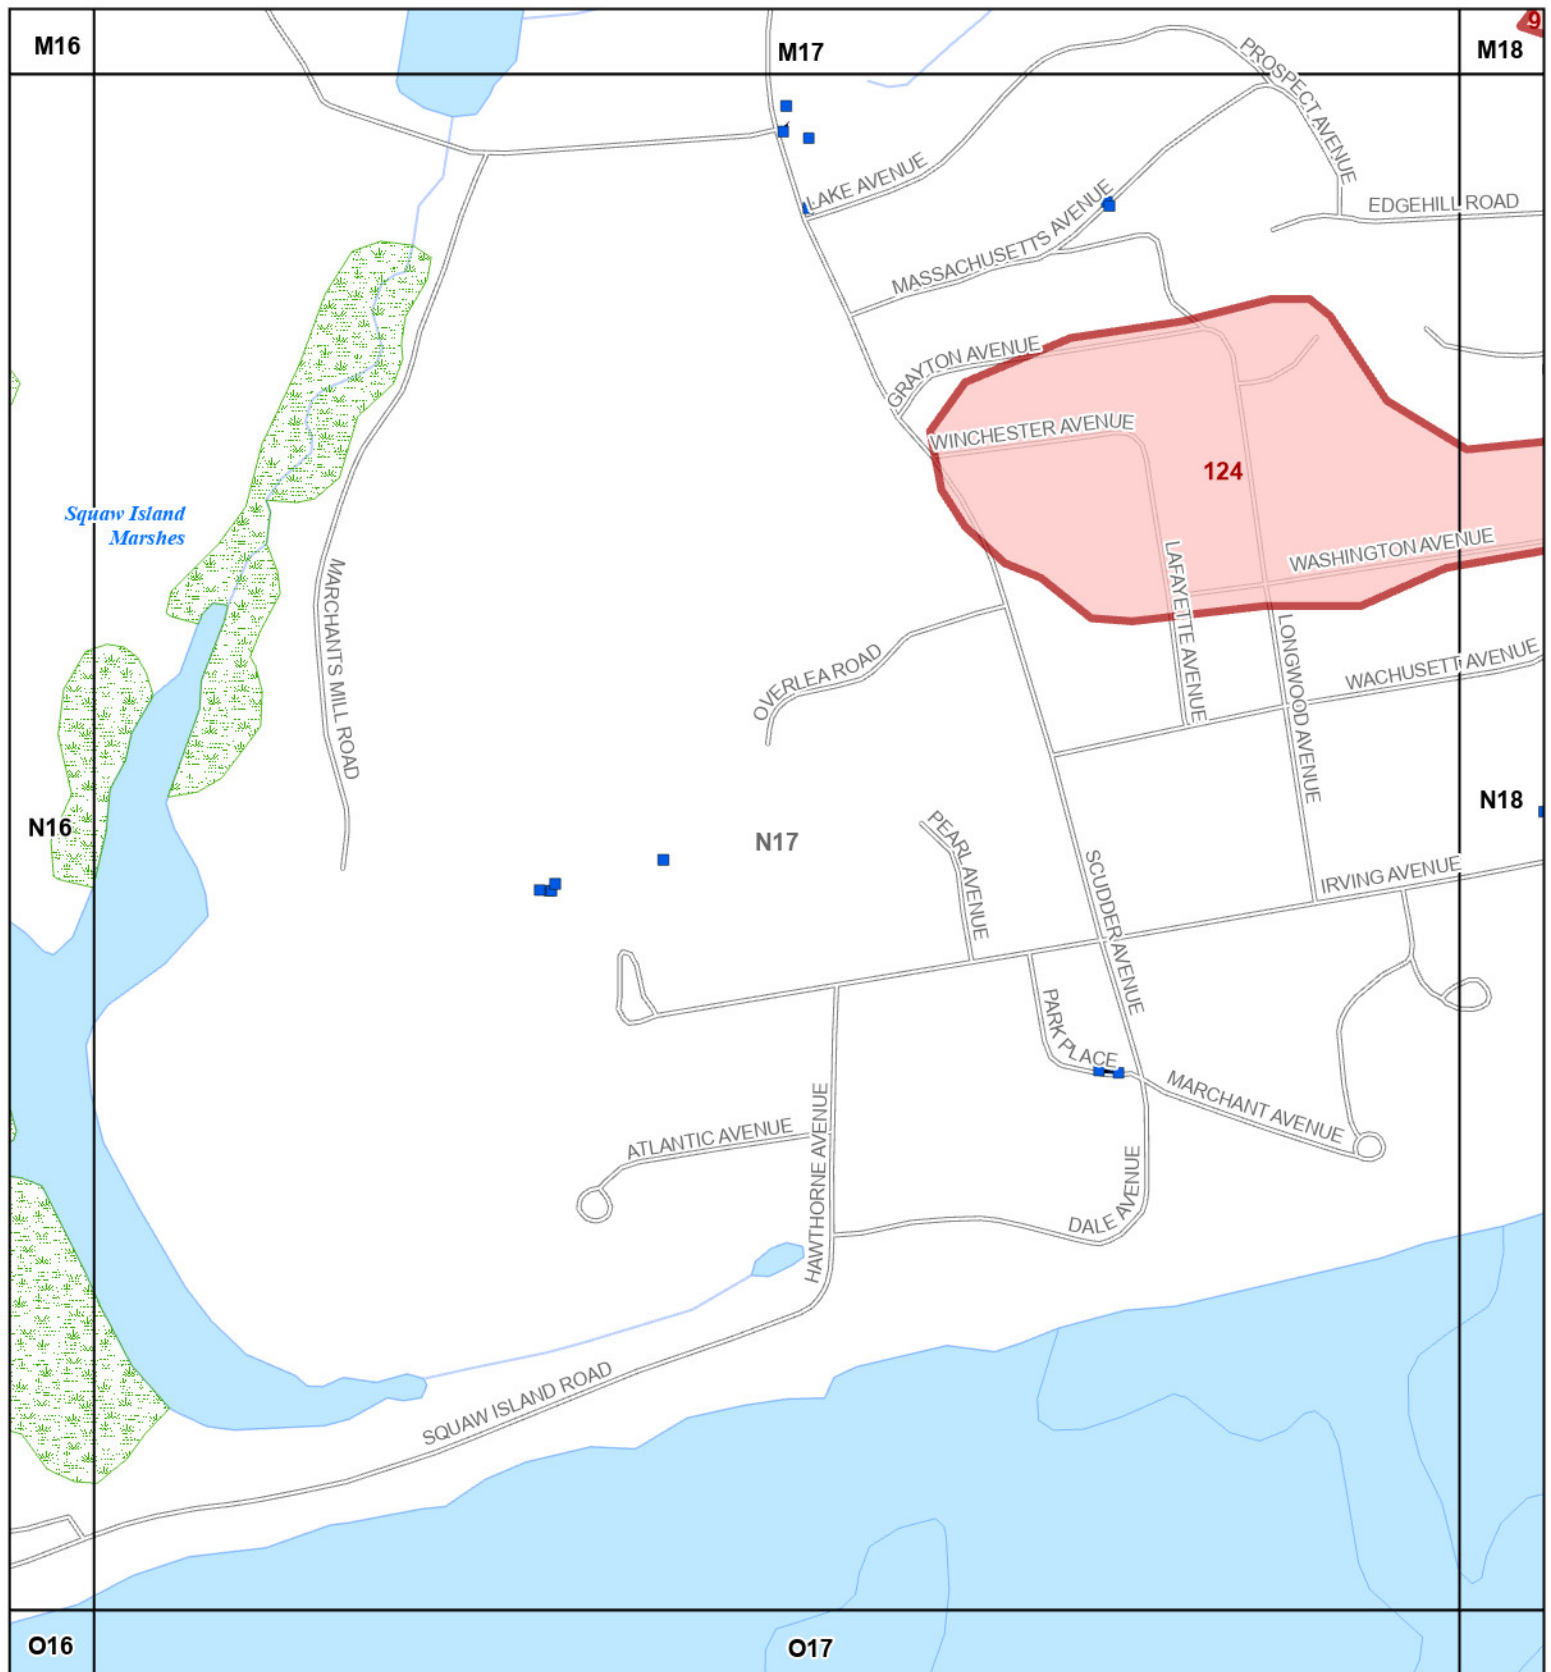 M16
M17
M18
9
PROSPECT AVENUE
LAKE AVENUE
EDGEHILL ROAD
MASSACHUSETTS AVENUE
GRAYTON AVENUE
WINCHESTER AVENUE
124
Squaw Island
Marshes
WASHINGTON AVENUE
LAFAYETTE AVENUE
MARCHANTS MILL ROAD
LONGWOOD AVENUE
OVERLEA ROAD
WACHUSETT AVENUE
N16
N17
N18
PEARL AVENUE
SCUDDER AVENUE
IRVING AVENUE
PARK PLACE
MARCHANT AVENUE
ATLANTIC AVENUE
HAWTHORNE AVENUE
DALE AVENUE
SQUAW ISLAND ROAD
O16
O17